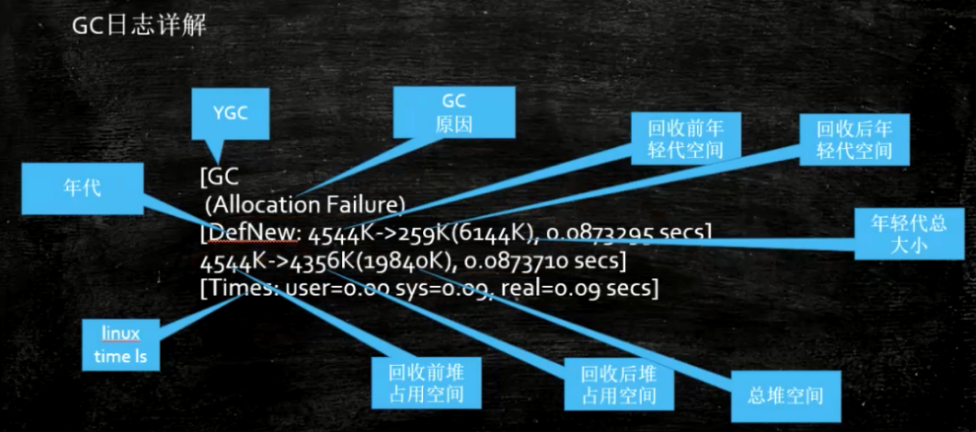 GC日志详解
YGC
GC
原因
回收前年
轻代空间
回收后年
轻代空间
年代
[GC
(Allocation Failure)
[DefNew: 4544K->259K(6144K), 0.0873295 secs]
4544K->4356K(19840K), 0.0873710 secs]
[Times: user=0.00 sys=0.09, real=0.09 secs]
年轻代总
大小
linux
time ls
回收前堆
占用空间
回收后堆
占用空间
总堆空间